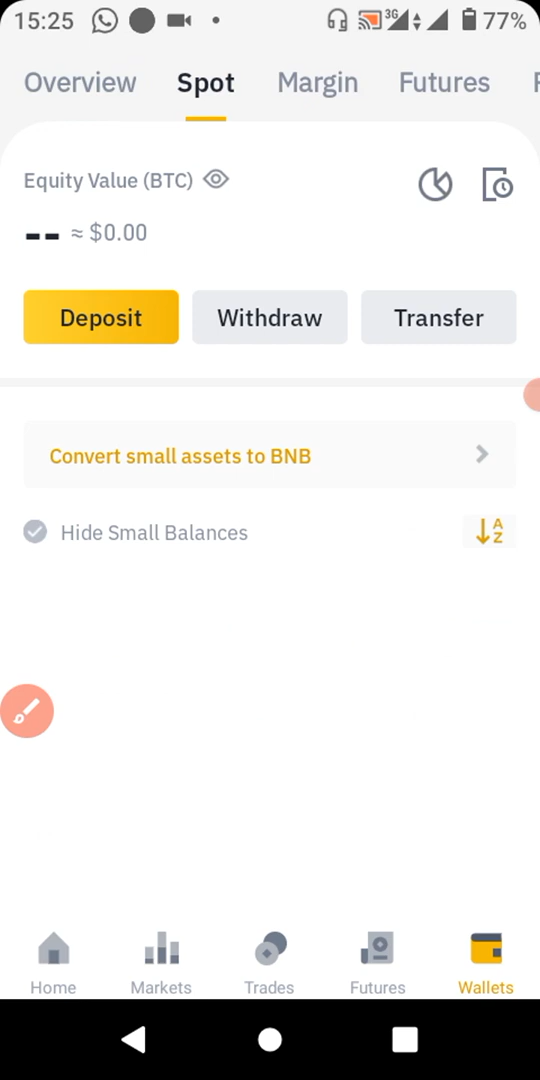 15:25 3G 77%
Overview Spot Margin Futures F
Equity Value (BTC)
-- ≈ $0.00
Deposit Withdraw Transfer
Convert small assets to BNB
Hide Small Balances A
Z
Home Markets Trades Futures Wallets